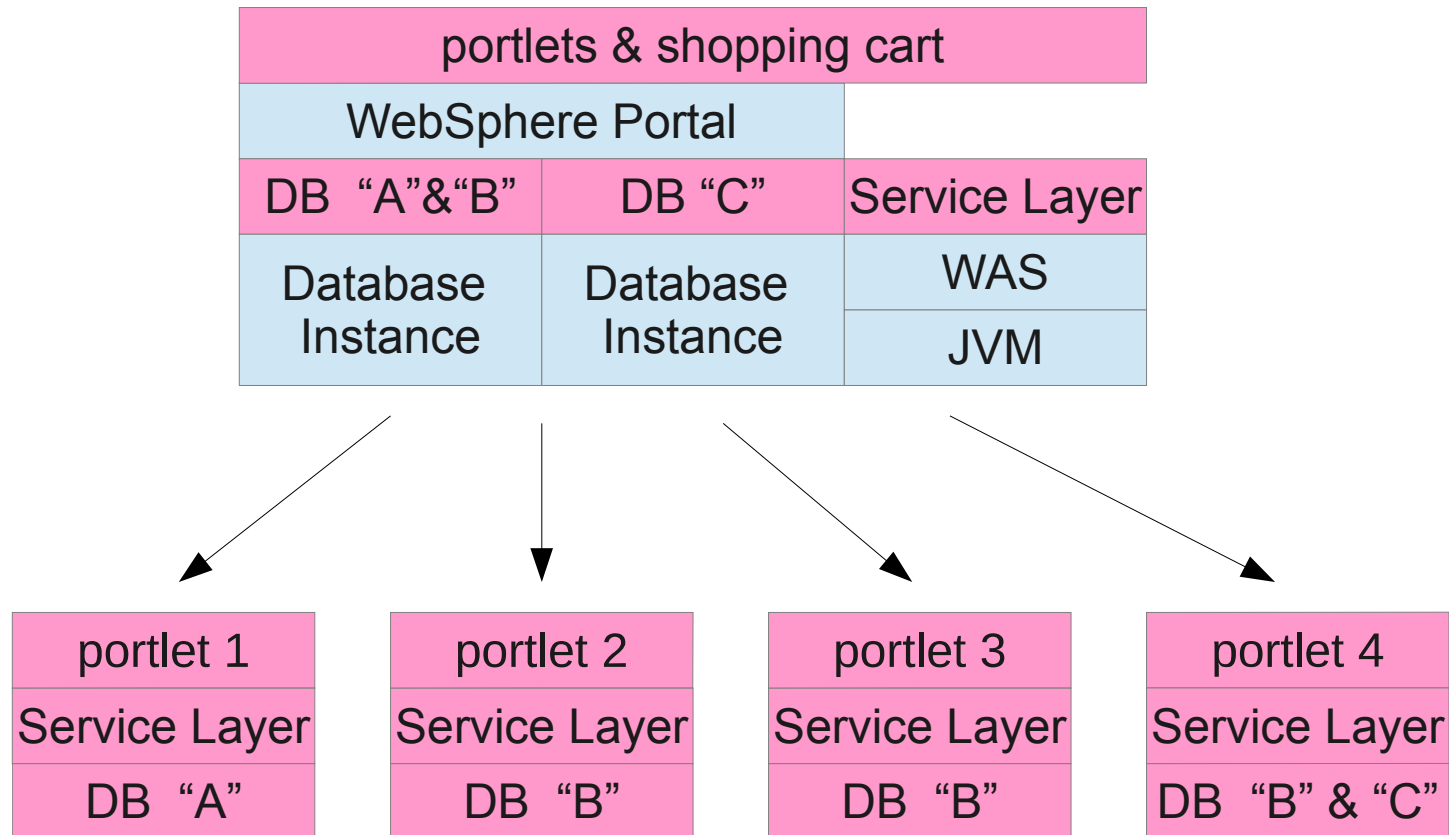 portlets & shopping cart
WebSphere Portal
DB “A”&“B”
DB “C”
Service Layer
Database
Instance
Database
Instance
WAS
JVM
portlet 1
Service Layer
DB “A”
portlet 2
Service Layer
DB “B”
portlet 3
Service Layer
DB “B”
portlet 4
Service Layer
DB “B” & “C”